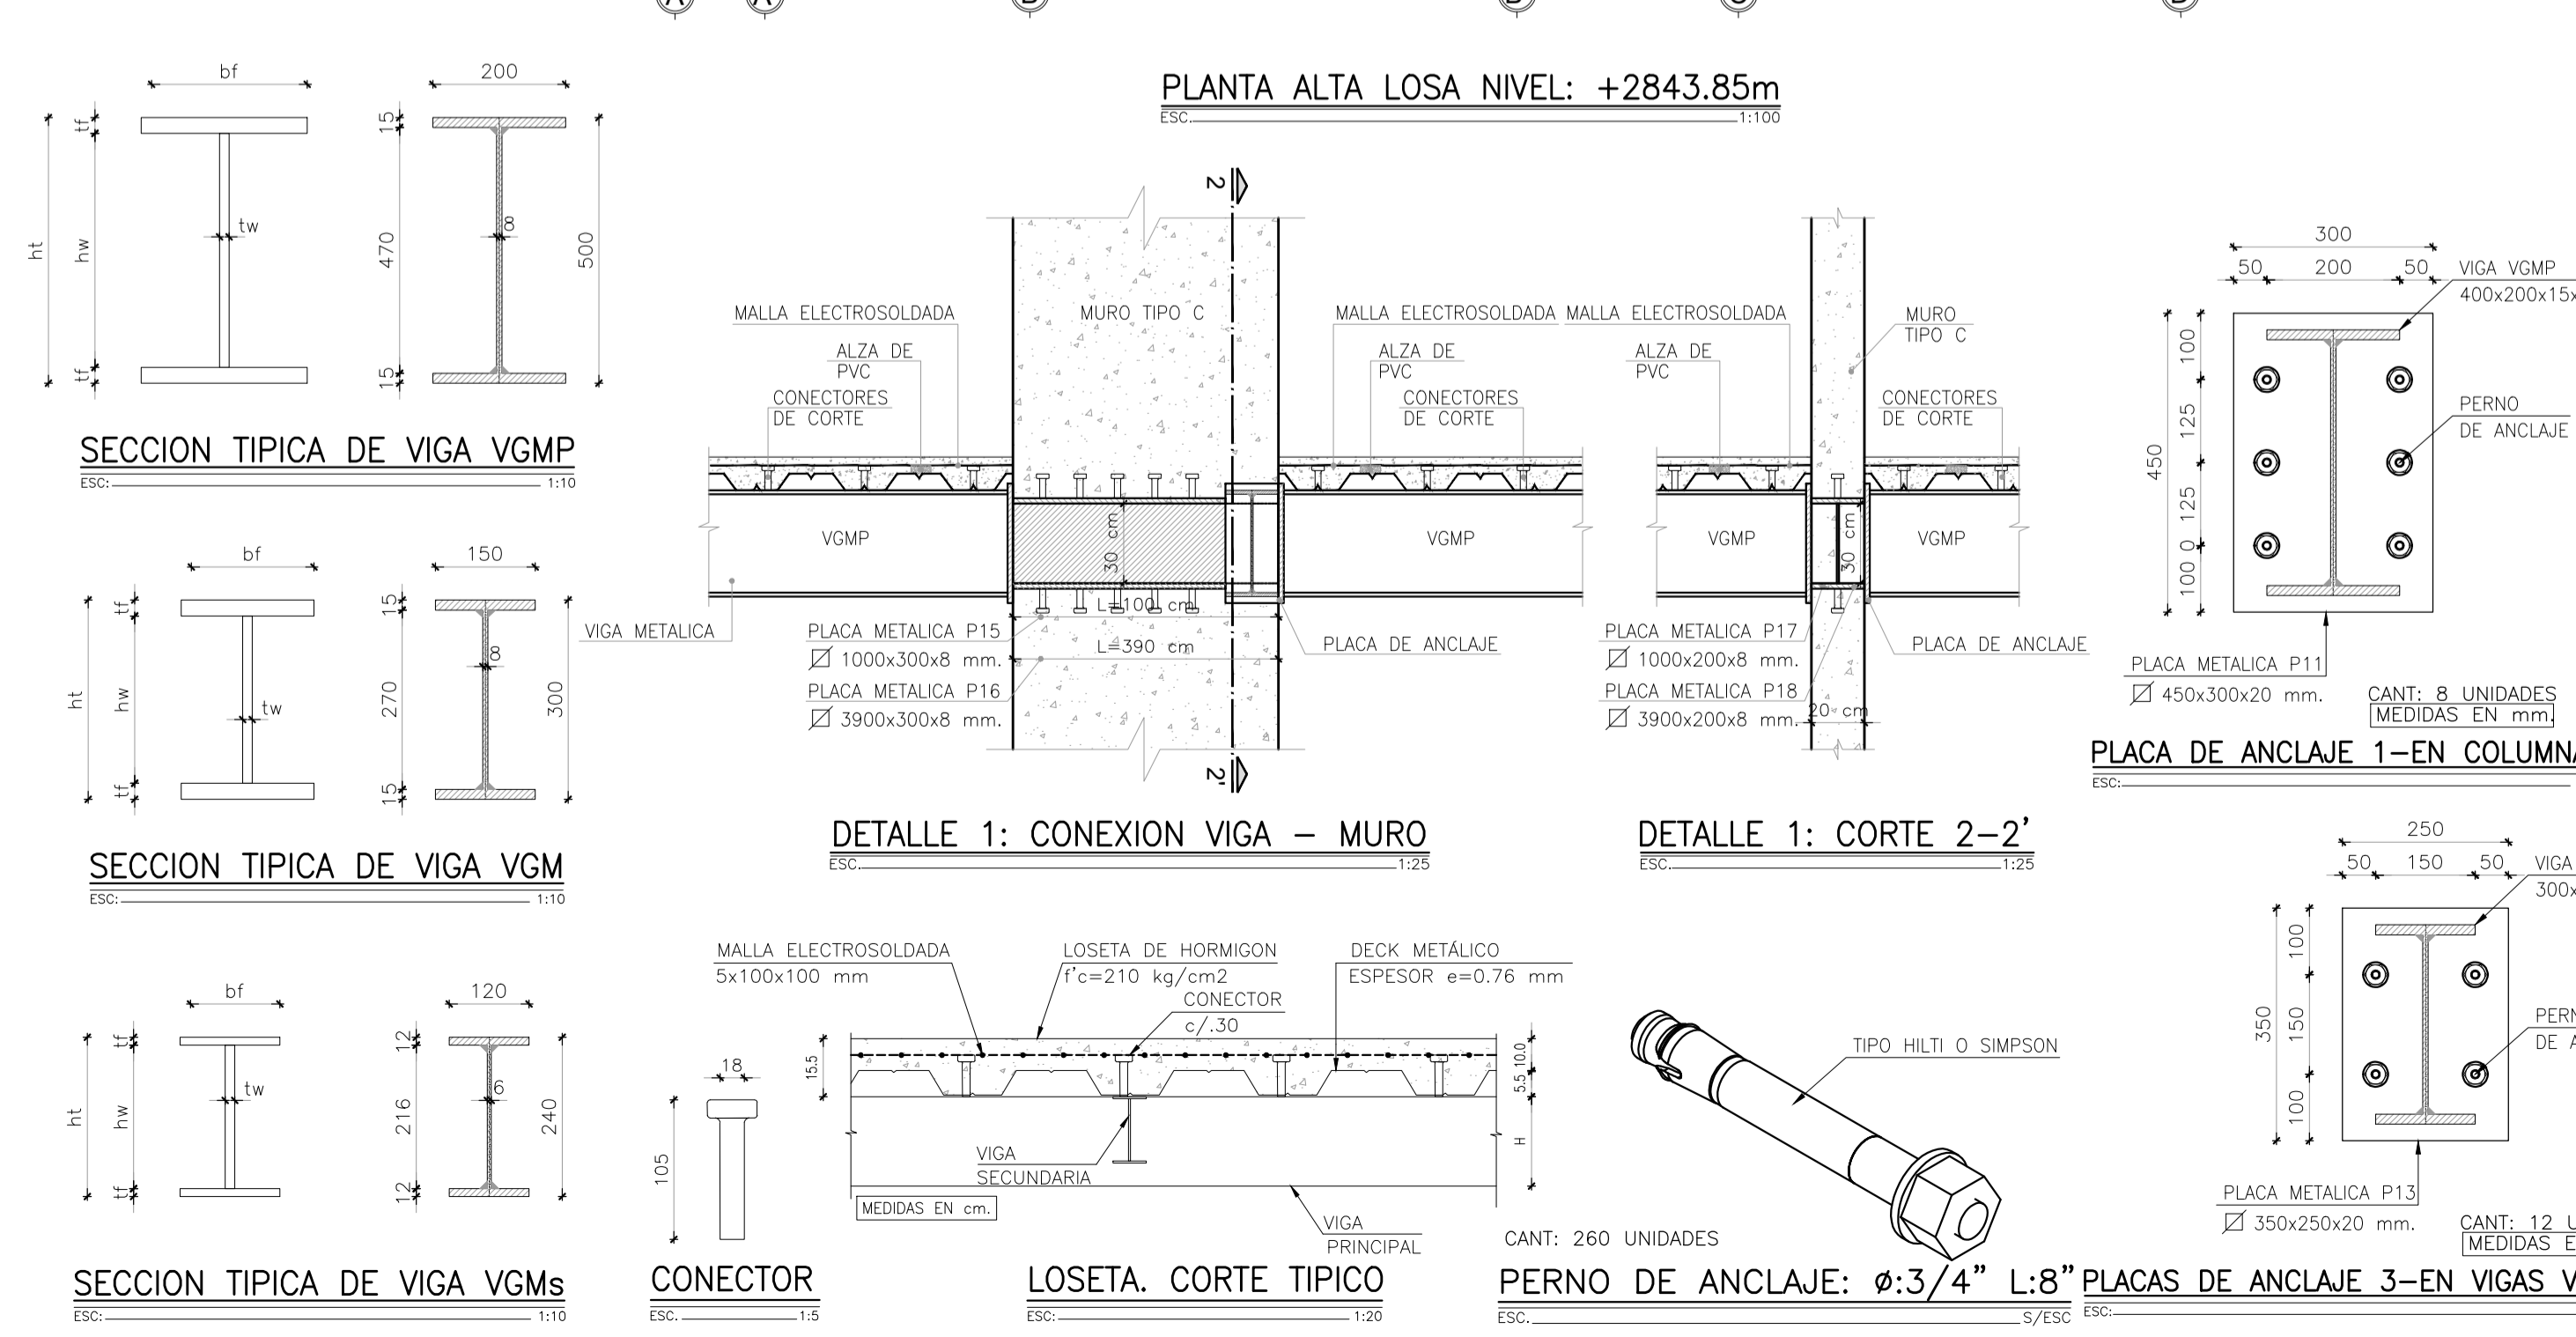 PLANTA ALTA LOSA NIVEL: +2843.85m
ESC. 1:100
bf
200
tf
ht
hw
tw
tf
15
470
15
8
500
SECCION TIPICA DE VIGA VGMP
ESC: 1:10
bf
150
tf
ht
hw
tw
tf
15
270
15
8
300
SECCION TIPICA DE VIGA VGM
ESC: 1:10
bf
120
tf
ht
hw
tw
tf
12
216
12
6
240
SECCION TIPICA DE VIGA VGMs
ESC: 1:10
2
MALLA ELECTROSOLDADA
MURO TIPO C
MALLA ELECTROSOLDADA
ALZA DE
PVC
ALZA DE
PVC
CONECTORES
DE CORTE
CONECTORES
DE CORTE
VGMP
30 cm
VGMP
L=100 cm
VIGA METALICA
PLACA METALICA P15
1000x300x8 mm.
L=390 cm
PLACA DE ANCLAJE
PLACA METALICA P16
3900x300x8 mm.
2'
DETALLE 1: CONEXION VIGA - MURO
ESC. 1:25
MALLA ELECTROSOLDADA
MURO
TIPO C
ALZA DE
PVC
CONECTORES
DE CORTE
VGMP
30 cm
VGMP
PLACA METALICA P17
1000x200x8 mm.
PLACA DE ANCLAJE
PLACA METALICA P18
3900x200x8 mm.
20 cm
DETALLE 1: CORTE 2-2'
ESC. 1:25
300
50 200 50
VIGA VGMP
400x200x15x
450
100
125
125
0
100
PERNO
DE ANCLAJE
PLACA METALICA P11
450x300x20 mm.
CANT: 8 UNIDADES
MEDIDAS EN mm.
PLACA DE ANCLAJE 1-EN COLUMNA
ESC:
MALLA ELECTROSOLDADA
5x100x100 mm
LOSETA DE HORMIGON
f'c=210 kg/cm2
DECK METÁLICO
ESPESOR e=0.76 mm
CONECTOR
c/.30
18
105
CONECTOR
ESC. 1:5
15.5
10.0
5.5
H
VIGA
SECUNDARIA
MEDIDAS EN cm.
VIGA
PRINCIPAL
LOSETA. CORTE TIPICO
ESC: 1:20
TIPO HILTI O SIMPSON
CANT: 260 UNIDADES
PERNO DE ANCLAJE: ø:3/4" L:8"
ESC. S/ESC
250
50 150 50
VIGA
300x
350
100
150
100
PERN
DE A
PLACA METALICA P13
350x250x20 mm.
CANT: 12 U
MEDIDAS E
PLACAS DE ANCLAJE 3-EN VIGAS V
ESC: